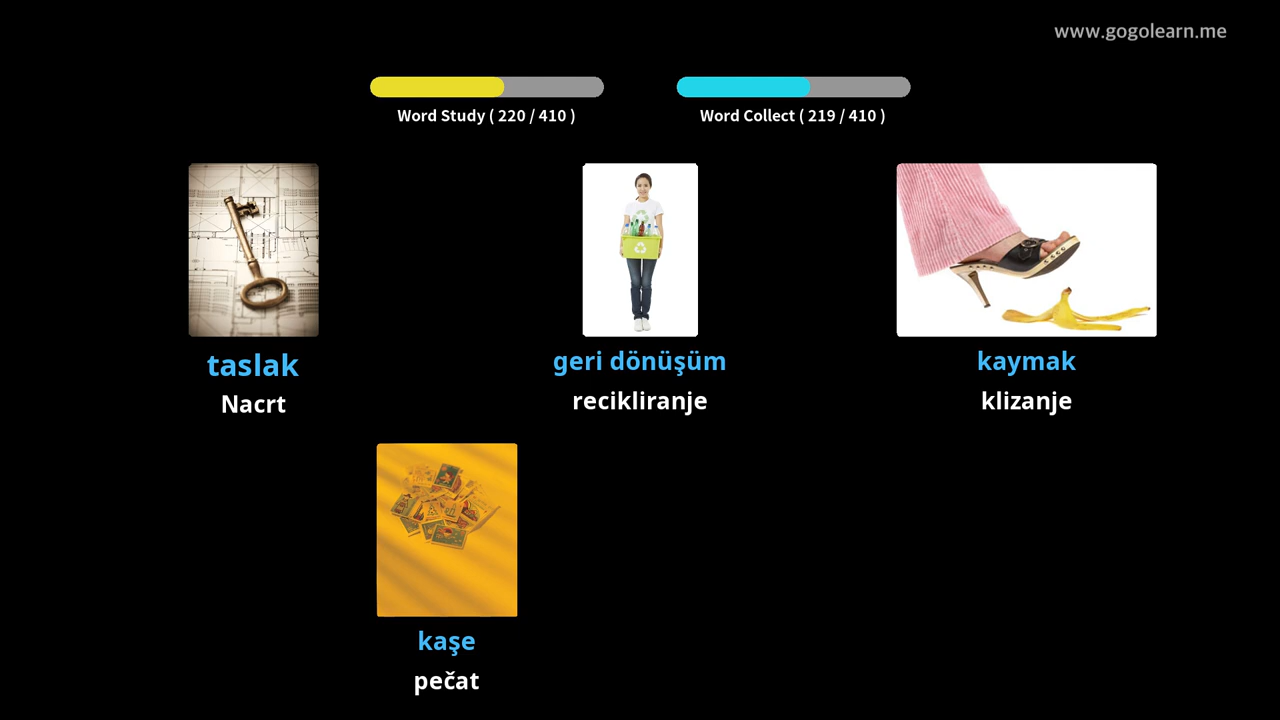 www.gogolearn.me
Word Study ( 220 / 410 )
Word Collect ( 219 / 410 )
taslak
Nacrt
geri dönüşüm
recikliranje
kaymak
klizanje
kaşe
pečat